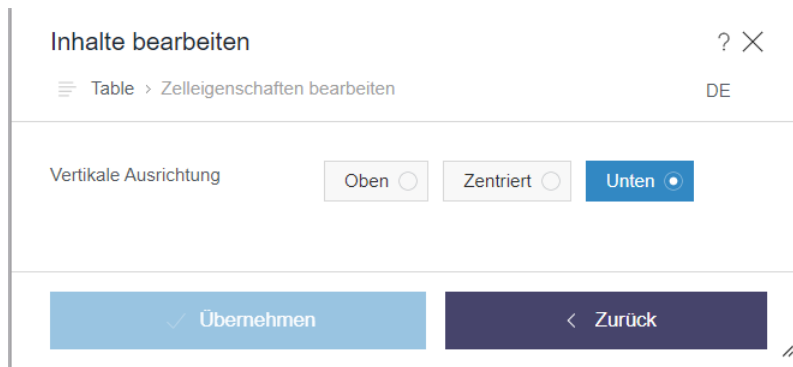 Inhalte bearbeiten ?
Table > Zelleigenschaften bearbeiten DE
Vertikale Ausrichtung Oben Zentriert Unten
Übernehmen < Zurück